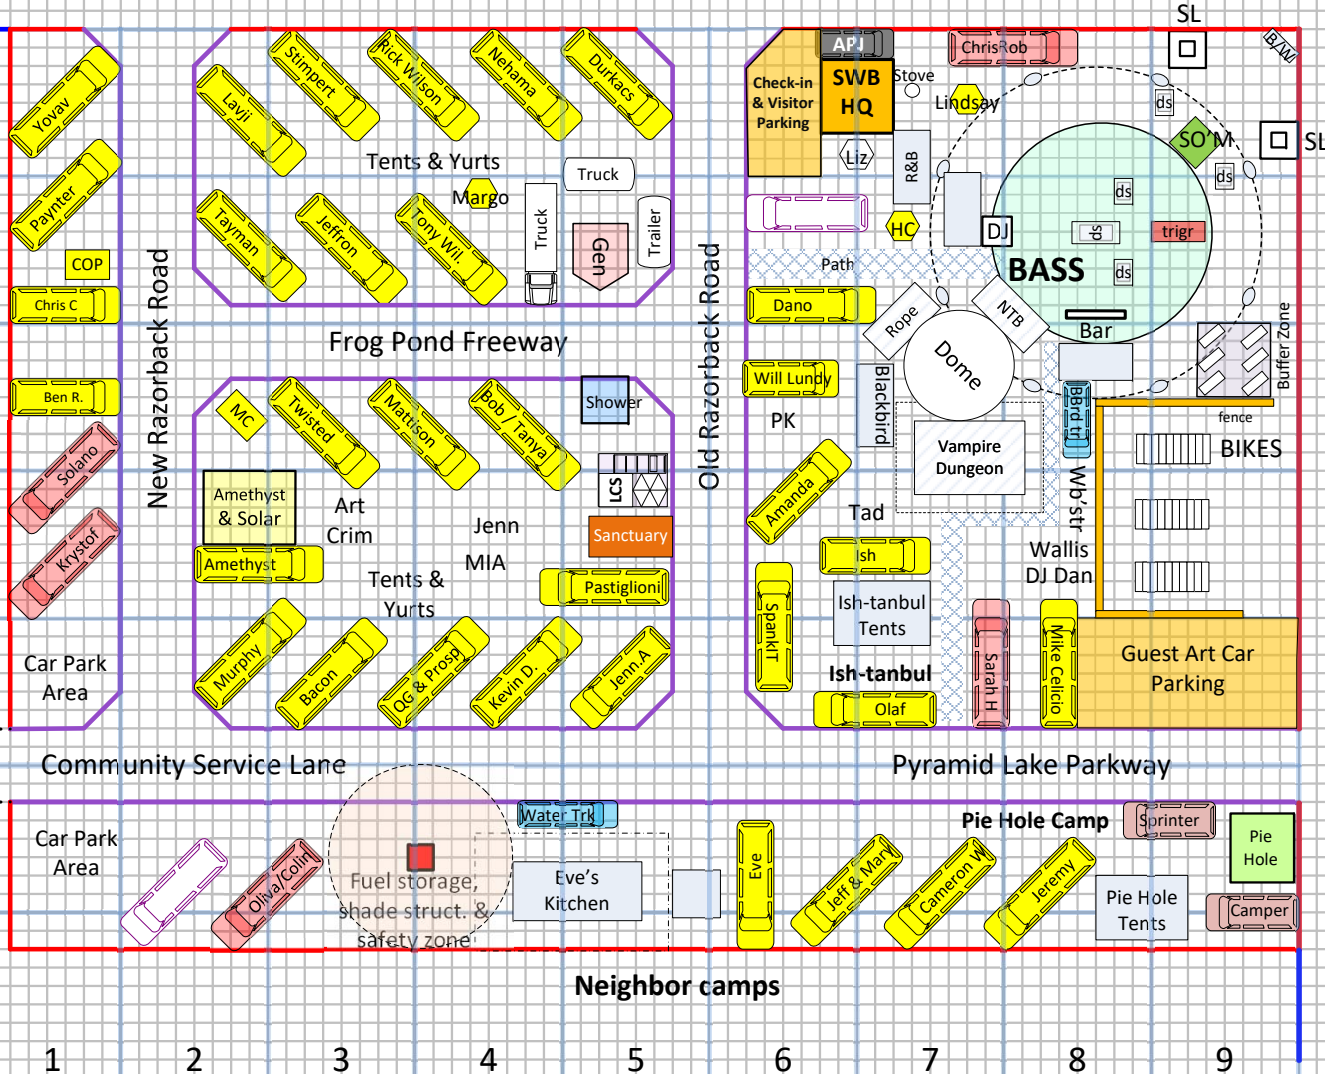 SL
B/W
APJ
ChrisRob
Yovav
Stimpert
Rick Wilson
Nehama
Durkacs
Lavii
Check-in
& Visitor
Parking
SWB
HQ
Stove
Lindsay
ds
SO'M
SL
Paynter
Tents & Yurts
Margo
Truck
Liz
R&B
ds
ds
Tayman
Jeffron
Tony Wil.
Truck
Gen
Trailer
HC
DJ
ds
trigr
COP
Path
BASS
ds
Chris C
New Razorback Road
Old Razorback Road
Dano
Rope
NTB
Bar
Buffer Zone
Frog Pond Freeway
Dome
Ben R.
MC
Twisted
Mattison
Bob / Tanya
Shower
Will Lundy
PK
Blackbird
BBrd trl
fence
BIKES
Vampire
Dungeon
Solano
Amethyst
& Solar
Art
Crim
LCS
Jenn
Sanctuary
Amanda
Tad
Wb'str
Krystof
Amethyst
MIA
Tents &
Yurts
Pastiglioni
Ish
Wallis
DJ Dan
SpankIT
Ish-tanbul
Tents
Murphy
Bacon
QG & Prosp
Kevin D.
Jenn.A
Ish-tanbul
Olaf
Sarah H
Mike Celicio
Guest Art Car
Parking
Car Park
Area
Community Service Lane
Pyramid Lake Parkway
Car Park
Area
Water Trk
Pie Hole Camp
Sprinter
Pie
Hole
Oliva/Colin
Fuel storage,
shade struct. &
safety zone
Eve's
Kitchen
Eve
Jeff & Mary
Cameron W
Jeremy
Pie Hole
Tents
Camper
Neighbor camps
1 2 3 4 5 6 7 8 9